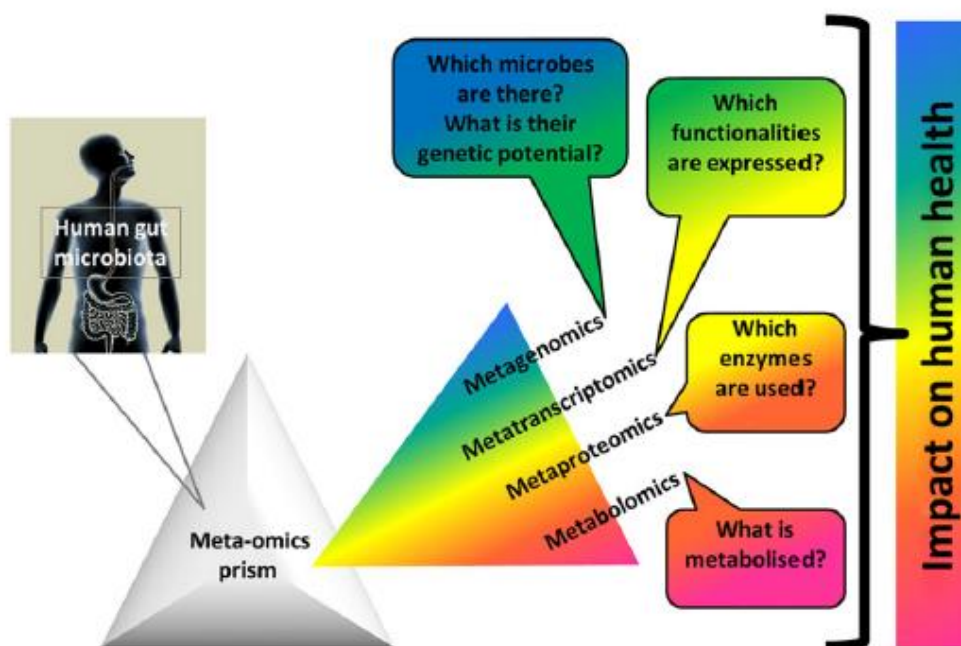 Which microbes
are there?
What is their
genetic potential?
Which
functionalities
are expressed?
Human gut
microbiota
Metagenomics
Metatranscriptomics
Metaproteomics
Metabolomics
Which
enzymes
are used?
What is
metabolised?
Meta-omics
prism
Impact on human health